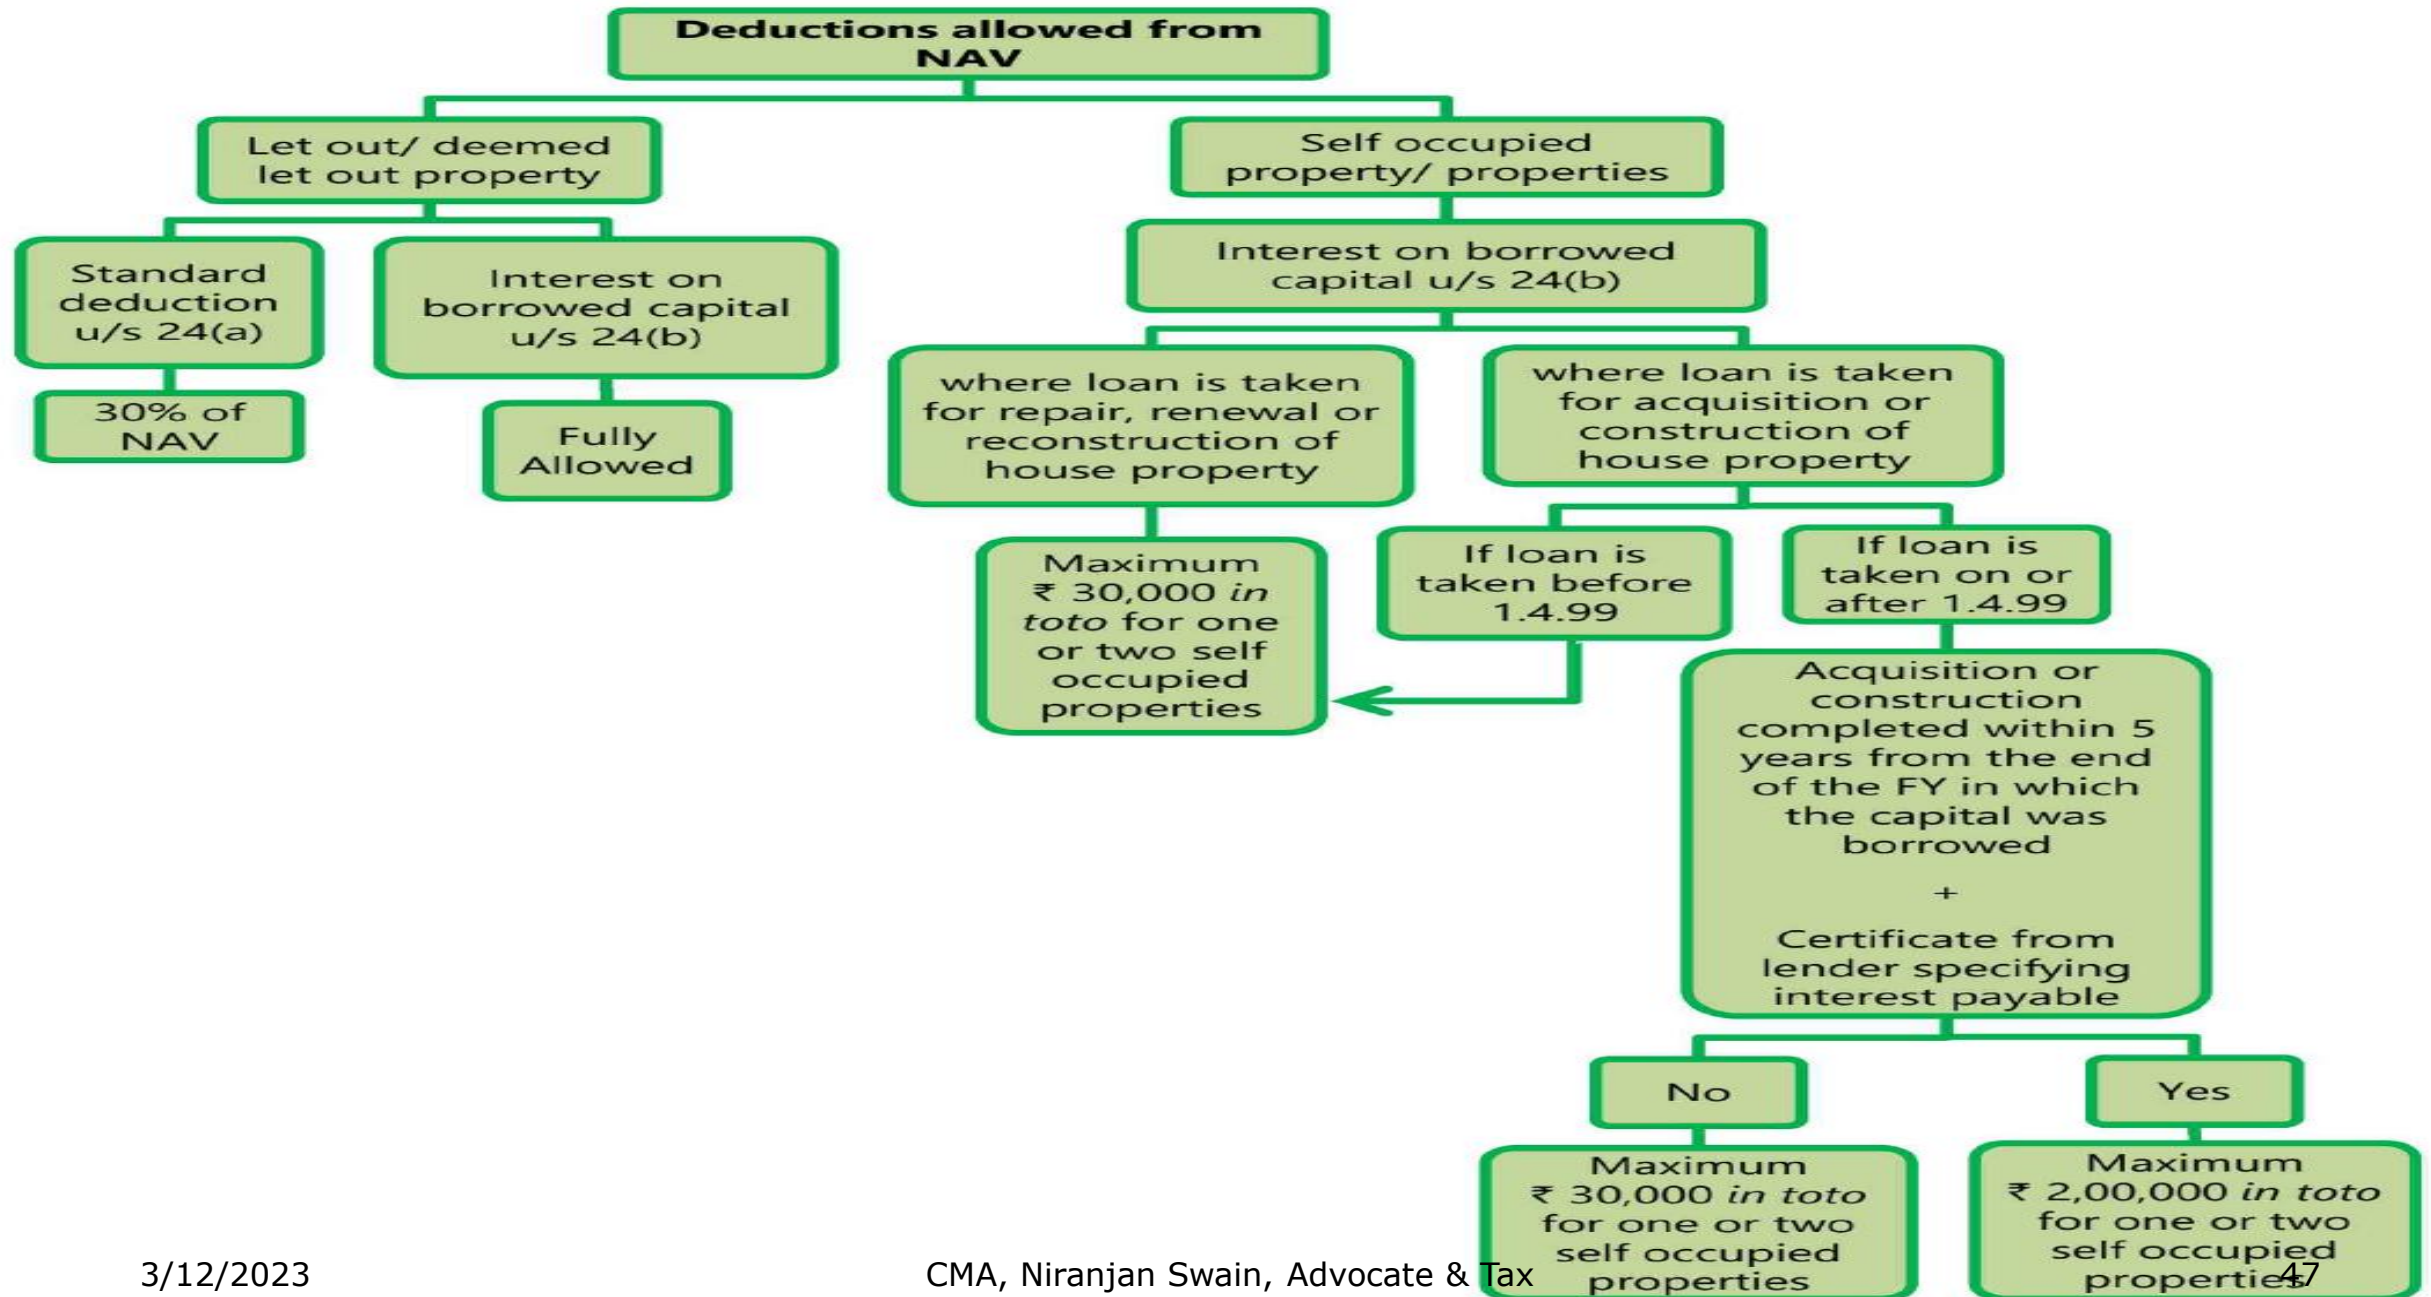 Deductions allowed from
NAV
Let out/ deemed
let out property
Self occupied
property/ properties
Standard
deduction
u/s 24(a)
Interest on
borrowed capital
u/s 24(b)
Interest on borrowed
capital u/s 24(b)
30% of
NAV
Fully
Allowed
where loan is taken
for repair, renewal or
reconstruction of
house property
where loan is taken
for acquisition or
construction of
house property
Maximum
₹ 30,000 in
toto for one
or two self
occupied
properties
If loan is
taken before
1.4.99
If loan is
taken on or
after 1.4.99
Acquisition or
construction
completed within 5
years from the end
of the FY in which
the capital was
borrowed
+
Certificate from
lender specifying
interest payable
No
Yes
Maximum
₹ 30,000 in toto
for one or two
self occupied
properties
Maximum
₹ 2,00,000 in toto
for one or two
self occupied
properties
3/12/2023
CMA, Niranjan Swain, Advocate & Tax
47